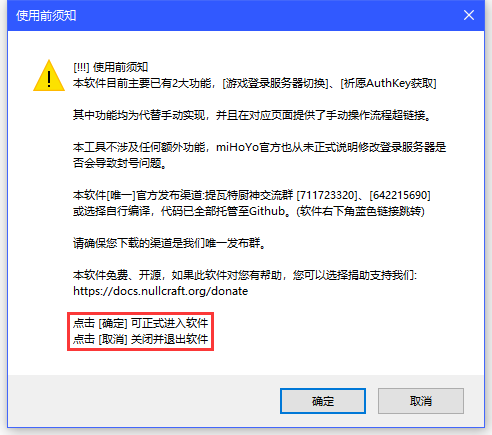 使用前须知
[!!!] 使用前须知
本软件目前主要已有2大功能，[游戏登录服务器切换]、[祈愿AuthKey获取]
其中功能均为代替手动实现，并且在对应页面提供了手动操作流程超链接。
本工具不涉及任何额外功能，miHoYo官方也从未正式说明修改登录服务器是
否会导致封号问题。
本软件[唯一]官方发布渠道:提瓦特厨神交流群 [711723320]、[642215690]
或选择自行编译，代码已全部托管至Github。(软件右下角蓝色链接跳转)
请确保您下载的渠道是我们唯一发布群。
本软件免费、开源，如果此软件对您有帮助，您可以选择捐助支持我们:
https://docs.nullcraft.org/donate
点击 [确定] 可正式进入软件
点击 [取消] 关闭并退出软件
确定
取消